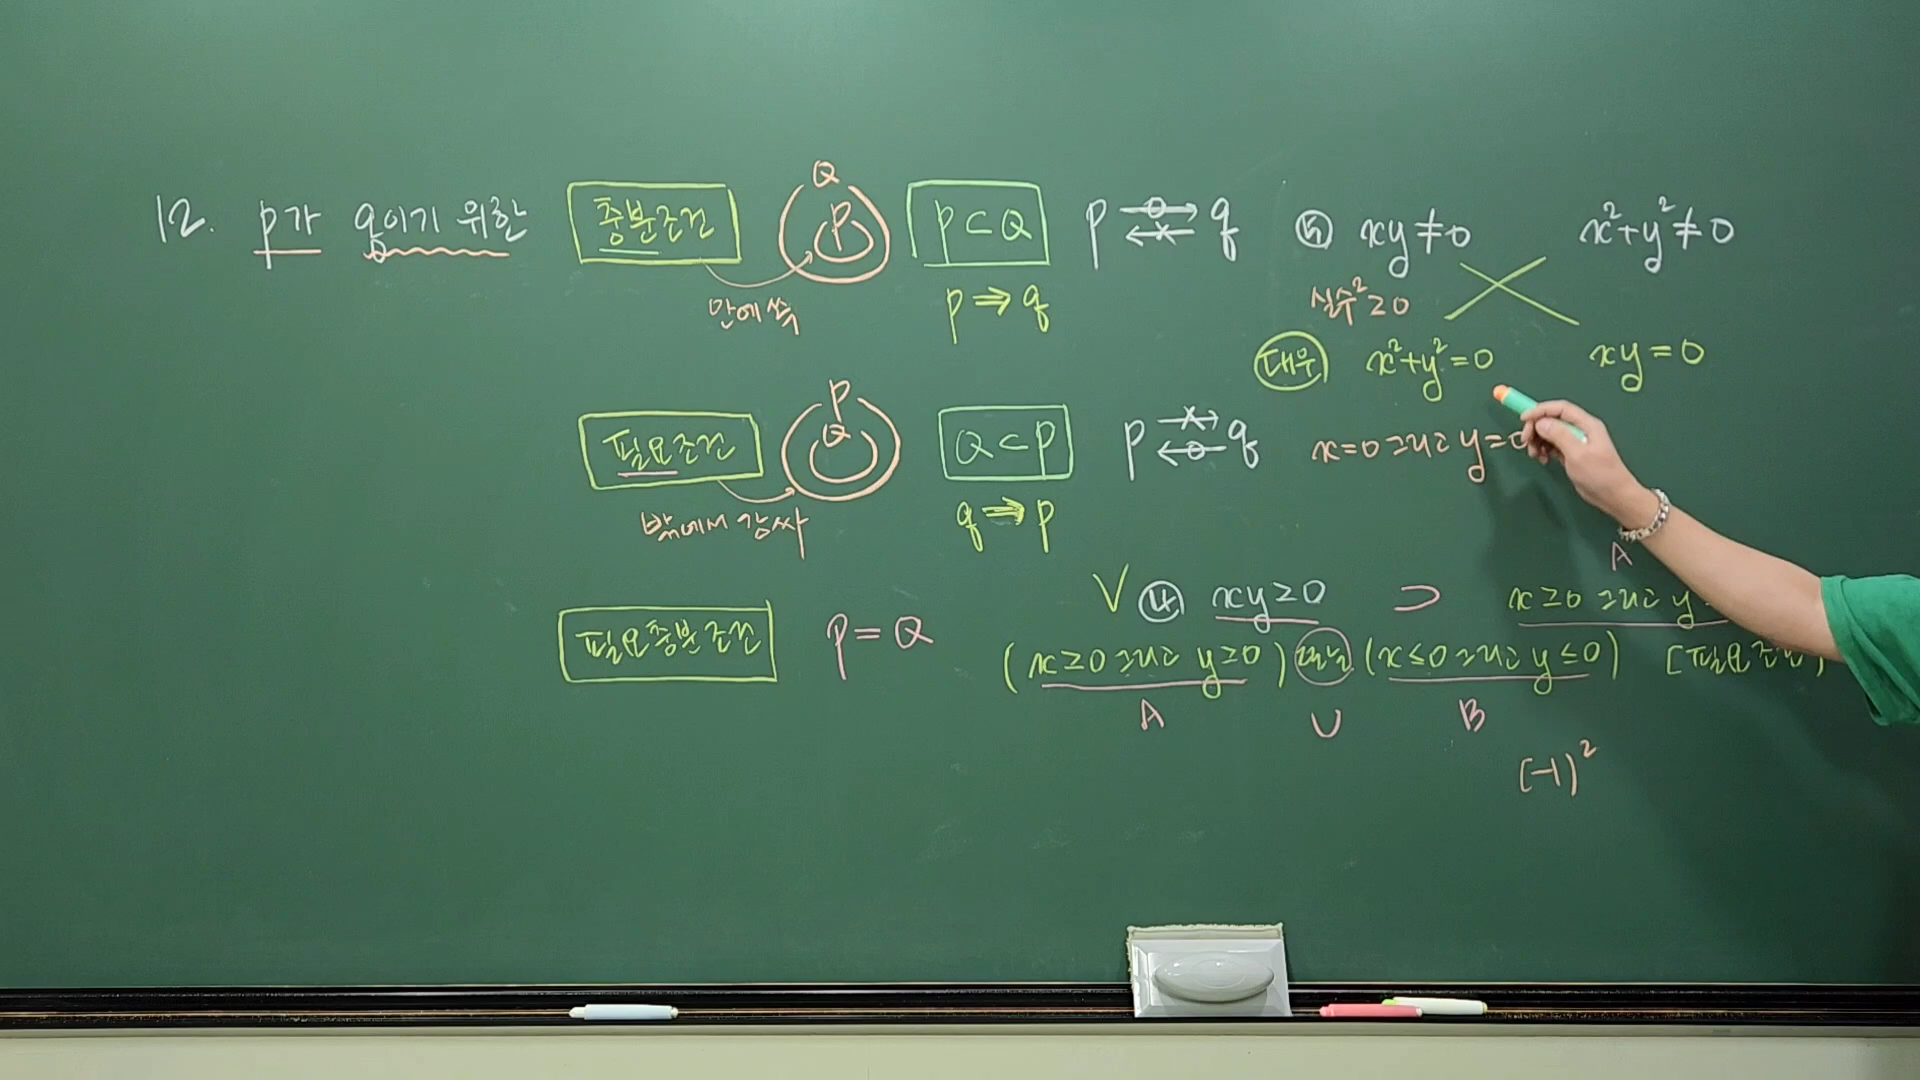 12. p가 q이기 위한 충분조건 Q P P⊂Q p ⟶ q
안에 쏙 p ⇒ q
필요조건 P Q Q⊂P p ⟵ q
밖에서 감싸 q ⇒ p
필요충분조건 P = Q
⑤ xy≠0 x²+y²≠0
실수²≥0
대우 x²+y²=0 xy=0
x=0 그리고 y=0
A
V ④ xy≥0 ⊃ x≥0 그리고 y
(x≥0 그리고 y≥0) 또는 (x≤0 그리고 y≤0) [필요조건]
A U B
(-1)²